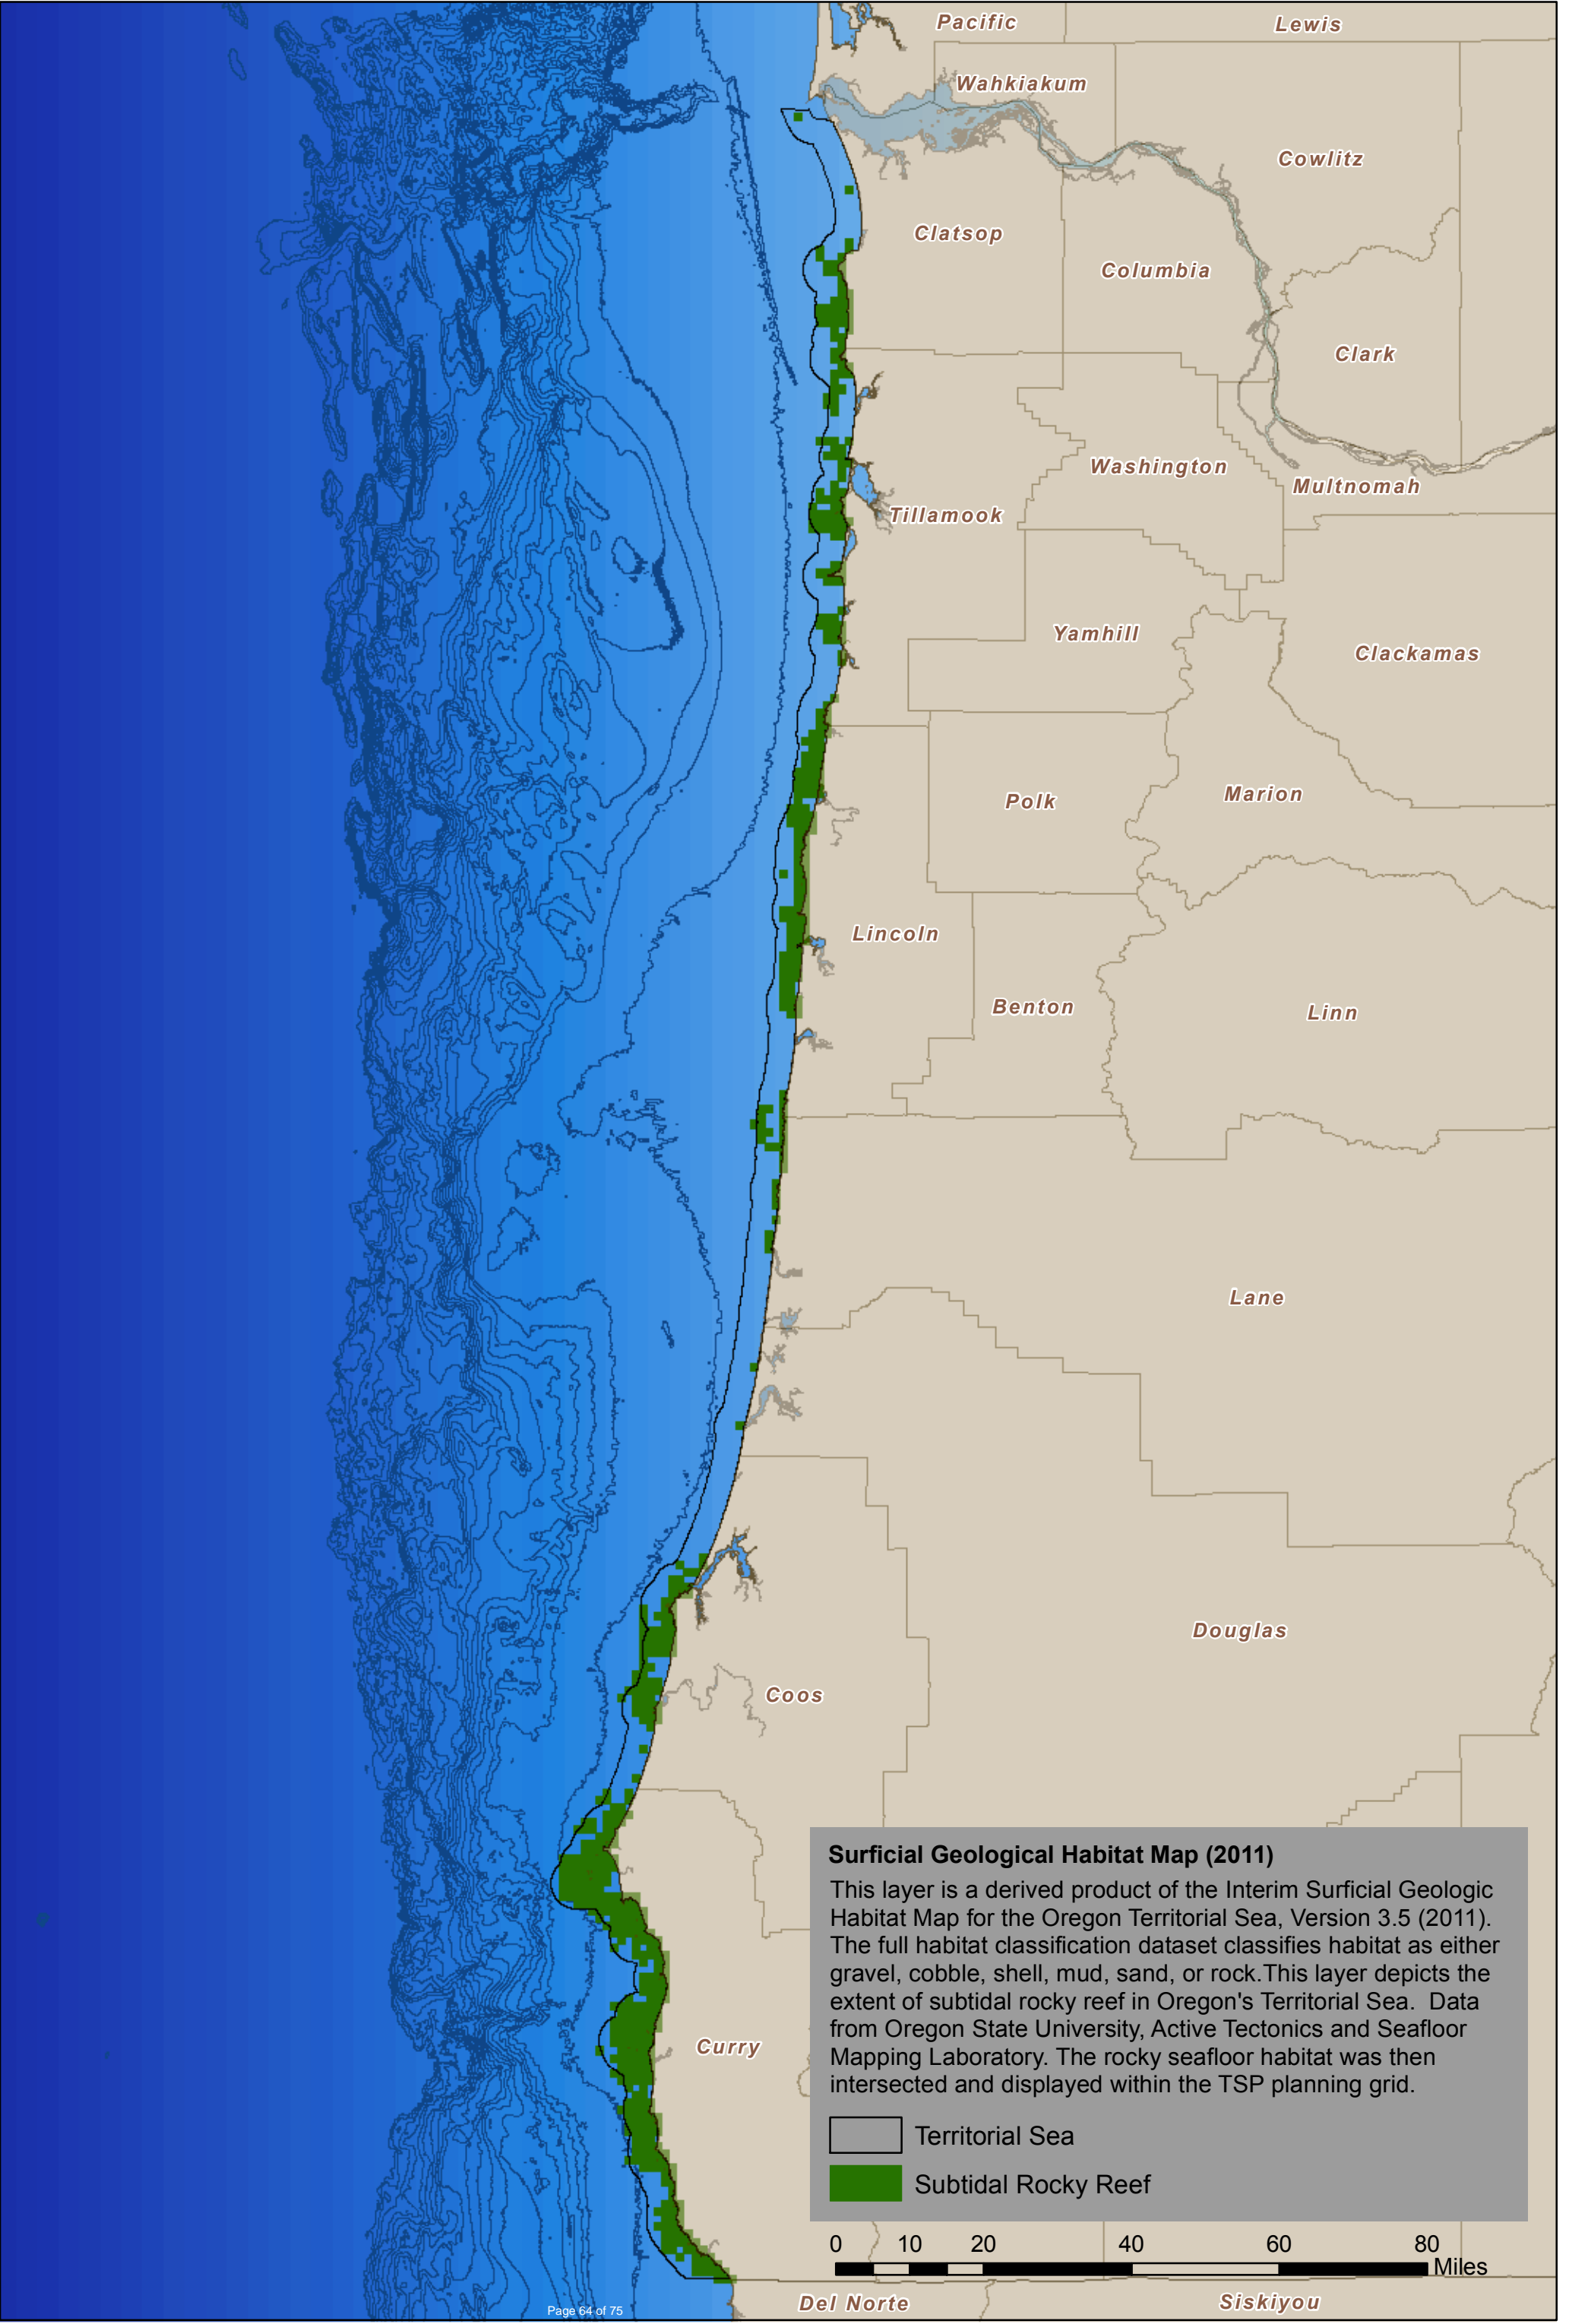 Pacific
Lewis
Wahkiakum
Cowlitz
Clatsop
Columbia
Clark
Washington
Multnomah
Tillamook
Yamhill
Clackamas
Polk
Marion
Lincoln
Benton
Linn
Lane
Douglas
Coos
Curry
Surficial Geological Habitat Map (2011)
This layer is a derived product of the Interim Surficial Geologic
Habitat Map for the Oregon Territorial Sea, Version 3.5 (2011).
The full habitat classification dataset classifies habitat as either
gravel, cobble, shell, mud, sand, or rock.This layer depicts the
extent of subtidal rocky reef in Oregon's Territorial Sea.  Data
from Oregon State University, Active Tectonics and Seafloor
Mapping Laboratory. The rocky seafloor habitat was then
intersected and displayed within the TSP planning grid.
Territorial Sea
Subtidal Rocky Reef
0 10 20 40 60 80
Miles
Del Norte
Siskiyou
Page 64 of 75